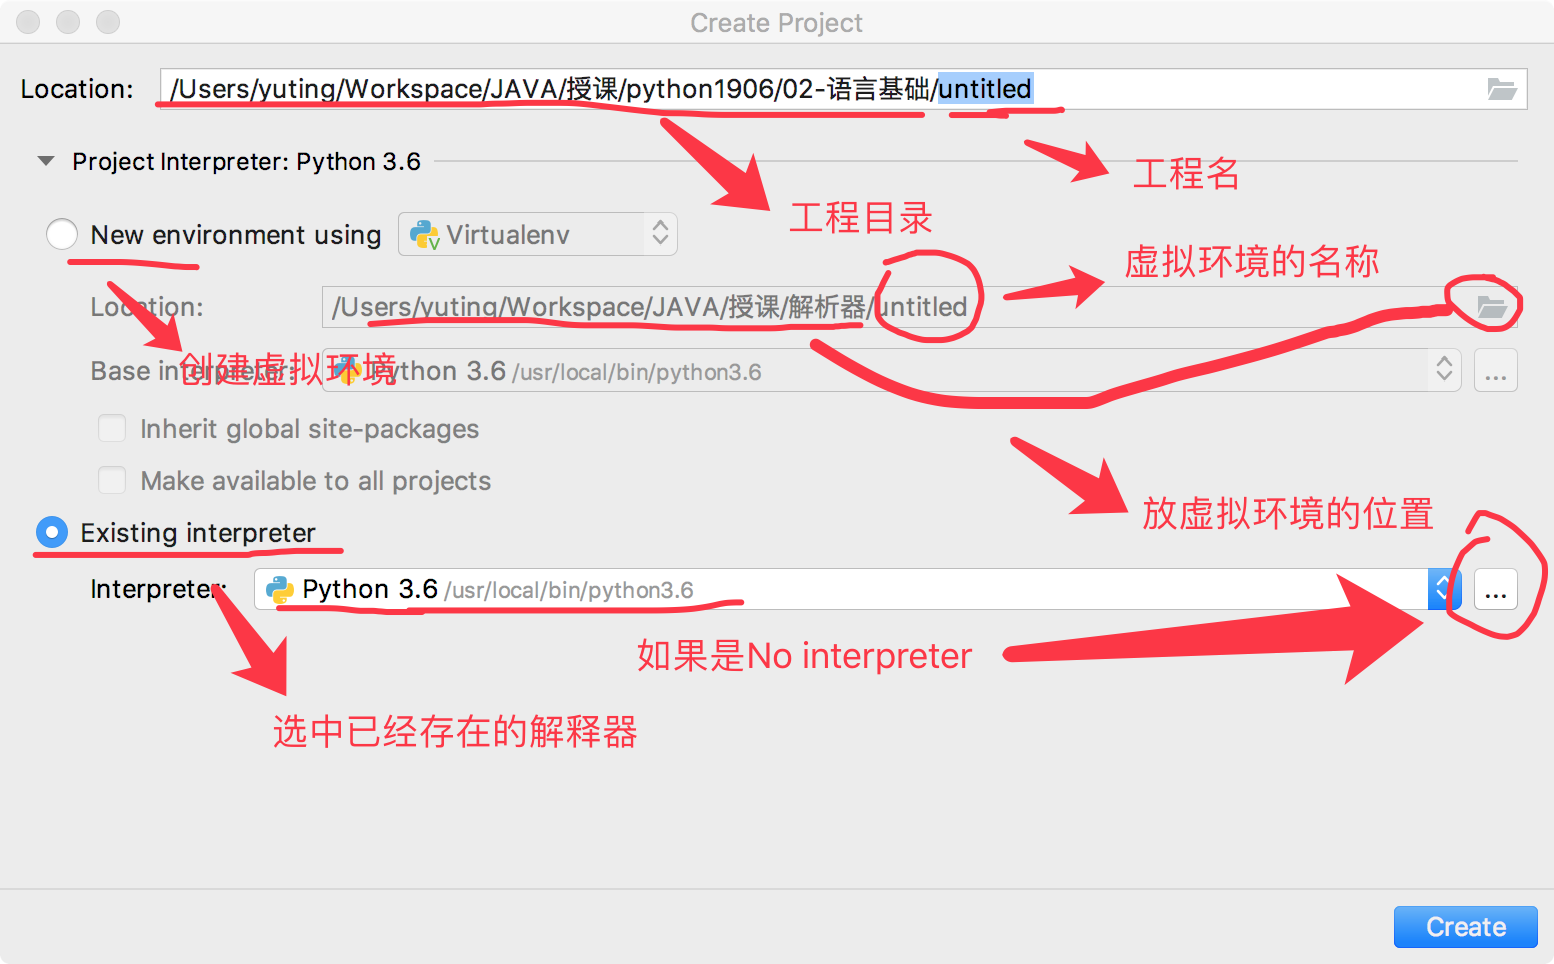 Create Project
Location: /Users/yuting/Workspace/JAVA/授课/python1906/02-语言基础/untitled
Project Interpreter: Python 3.6
工程名
工程目录
New environment using Virtualenv
虚拟环境的名称
Location: /Users/yuting/Workspace/JAVA/授课/解析器/untitled
创建虚拟环境
Base interpreter: Python 3.6 /usr/local/bin/python3.6 ...
Inherit global site-packages
Make available to all projects
放虚拟环境的位置
Existing interpreter
Interpreter: Python 3.6 /usr/local/bin/python3.6 ...
如果是No interpreter
选中已经存在的解释器
Create